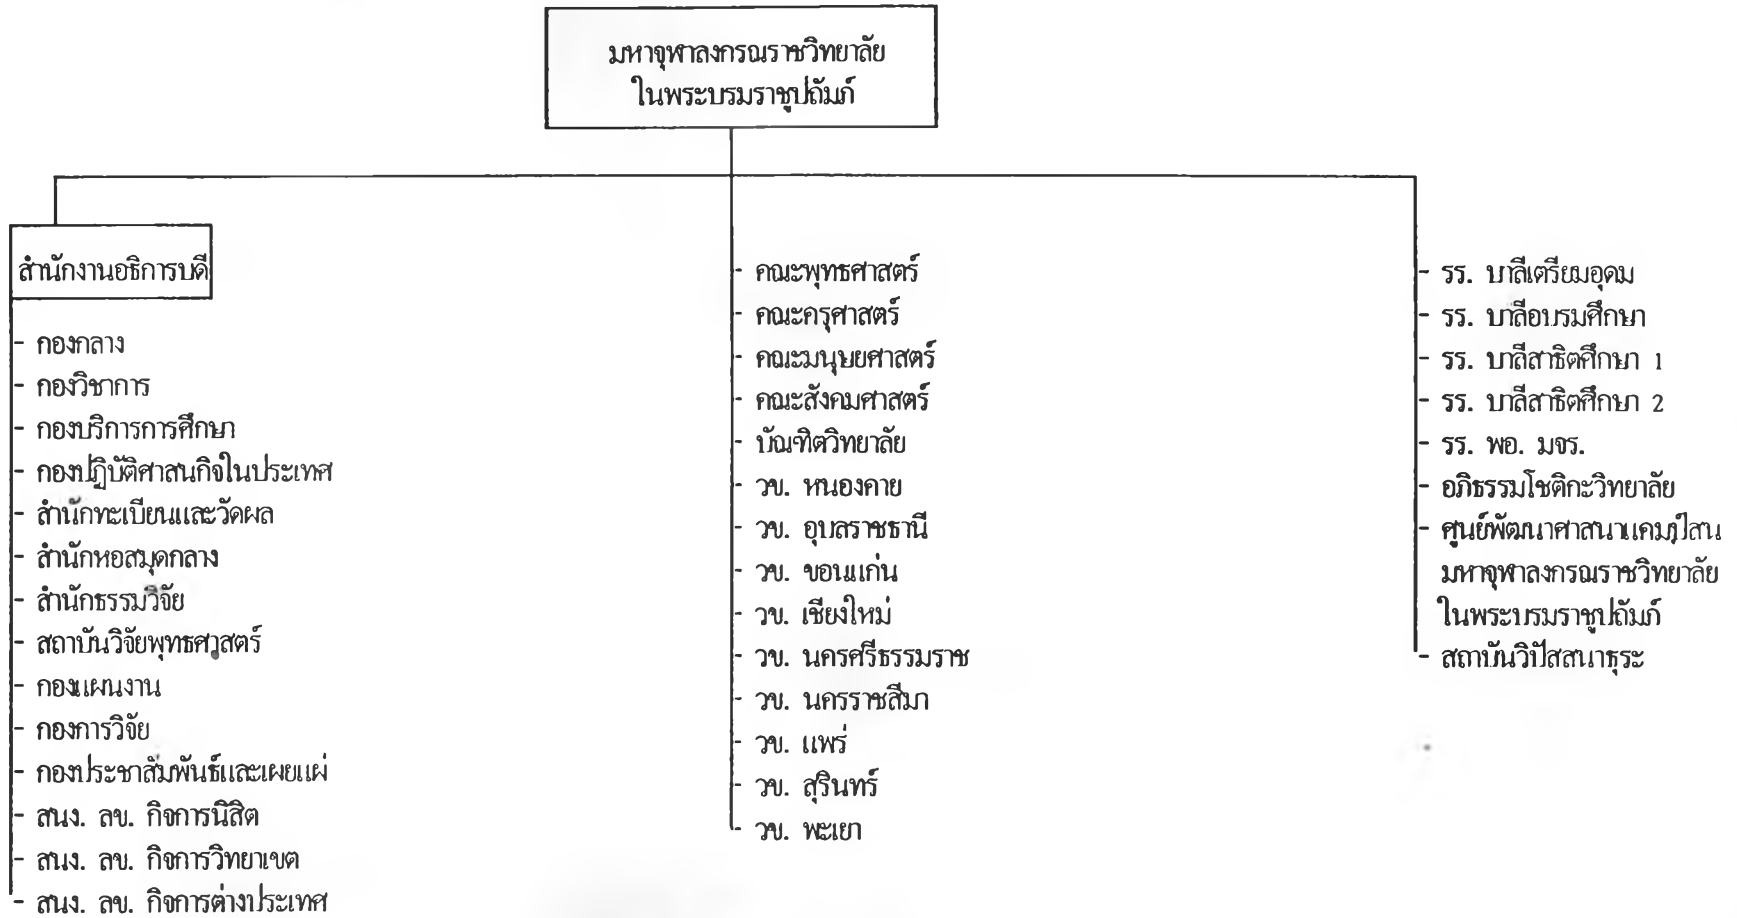 มหาจุฬาลงกรณราชวิทยาลัย
ในพระบรมราชูปถัมภ์
สำนักงานอธิการบดี
- กองกลาง
- กองวิชาการ
- กองบริการการศึกษา
- กองปฏิบัติศาสนกิจในประเทศ
- สำนักทะเบียนและวัดผล
- สำนักหอสมุดกลาง
- สำนักธรรมวิจัย
- สถาบันวิจัยพุทธศาสตร์
- กองแผนงาน
- กองการวิจัย
- กองประชาสัมพันธ์และเผยแผ่
- สนง. ลข. กิจการนิสิต
- สนง. ลข. กิจการวิทยาเขต
- สนง. ลข. กิจการต่างประเทศ
- คณะพุทธศาสตร์
- คณะครุศาสตร์
- คณะมนุษยศาสตร์
- คณะสังคมศาสตร์
- บัณฑิตวิทยาลัย
- วข. หนองคาย
- วข. อุบลราชธานี
- วข. ขอนแก่น
- วข. เชียงใหม่
- วข. นครศรีธรรมราช
- วข. นครราชสีมา
- วข. แพร่
- วข. สุรินทร์
- วข. พะเยา
- รร. บาลีเตรียมอุดม
- รร. บาลีอบรมศึกษา
- รร. บาลีสาธิตศึกษา 1
- รร. บาลีสาธิตศึกษา 2
- รร. พอ. มจร.
- อภิธรรมโชติกะวิทยาลัย
- ศูนย์พัฒนาศาสนาแคมป์สน
มหาจุฬาลงกรณราชวิทยาลัย
ในพระบรมราชูปถัมภ์
- สถาบันวิปัสสนาธุระ